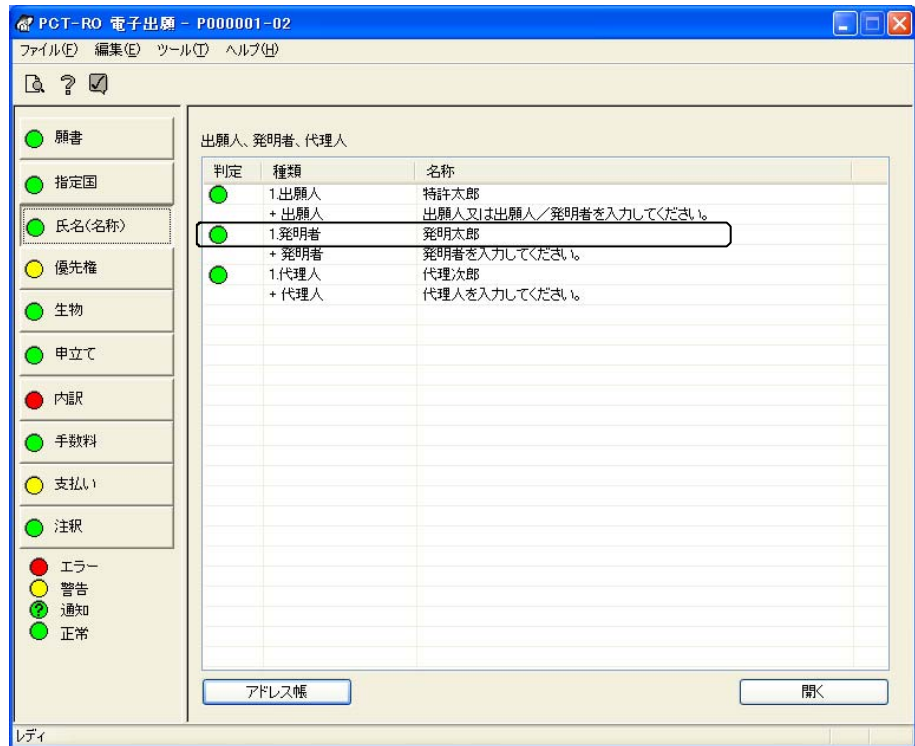 PCT-RO 電子出願 - P000001-02
ファイル(F) 編集(E) ツール(T) ヘルプ(H)
願書
指定国
氏名(名称)
優先権
生物
申立て
内訳
手数料
支払い
注釈
エラー
警告
通知
正常
出願人、発明者、代理人
判定 種類 名称
1.出願人 特許太郎
+ 出願人 出願人又は出願人／発明者を入力してください。
1.発明者 発明太郎
+ 発明者 発明者を入力してください。
1.代理人 代理次郎
+ 代理人 代理人を入力してください。
アドレス帳 開く
レディ